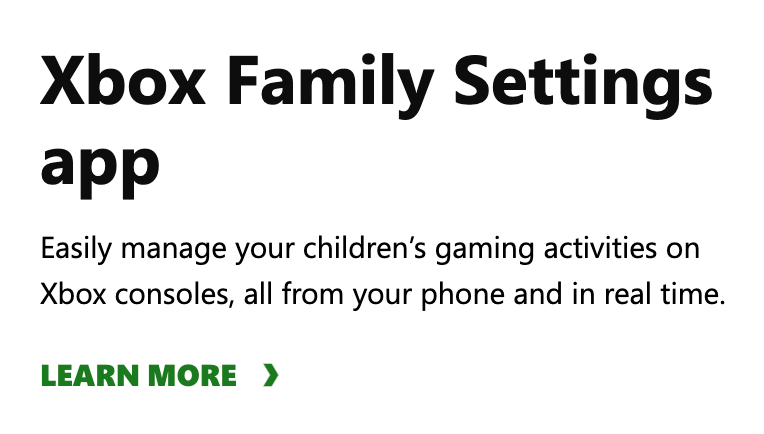 Xbox Family Settings
app
Easily manage your children’s gaming activities on
Xbox consoles, all from your phone and in real time.
LEARN MORE ❯